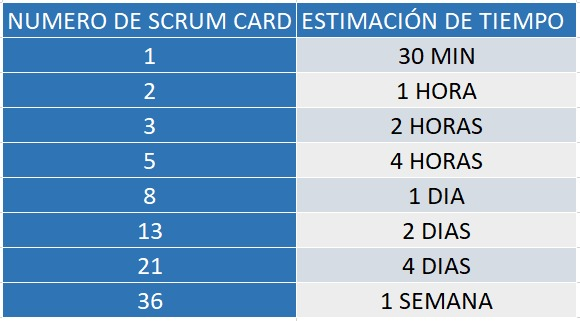 NUMERO DE SCRUM CARD ESTIMACIÓN DE TIEMPO
1 30 MIN
2 1 HORA
3 2 HORAS
5 4 HORAS
8 1 DIA
13 2 DIAS
21 4 DIAS
36 1 SEMANA